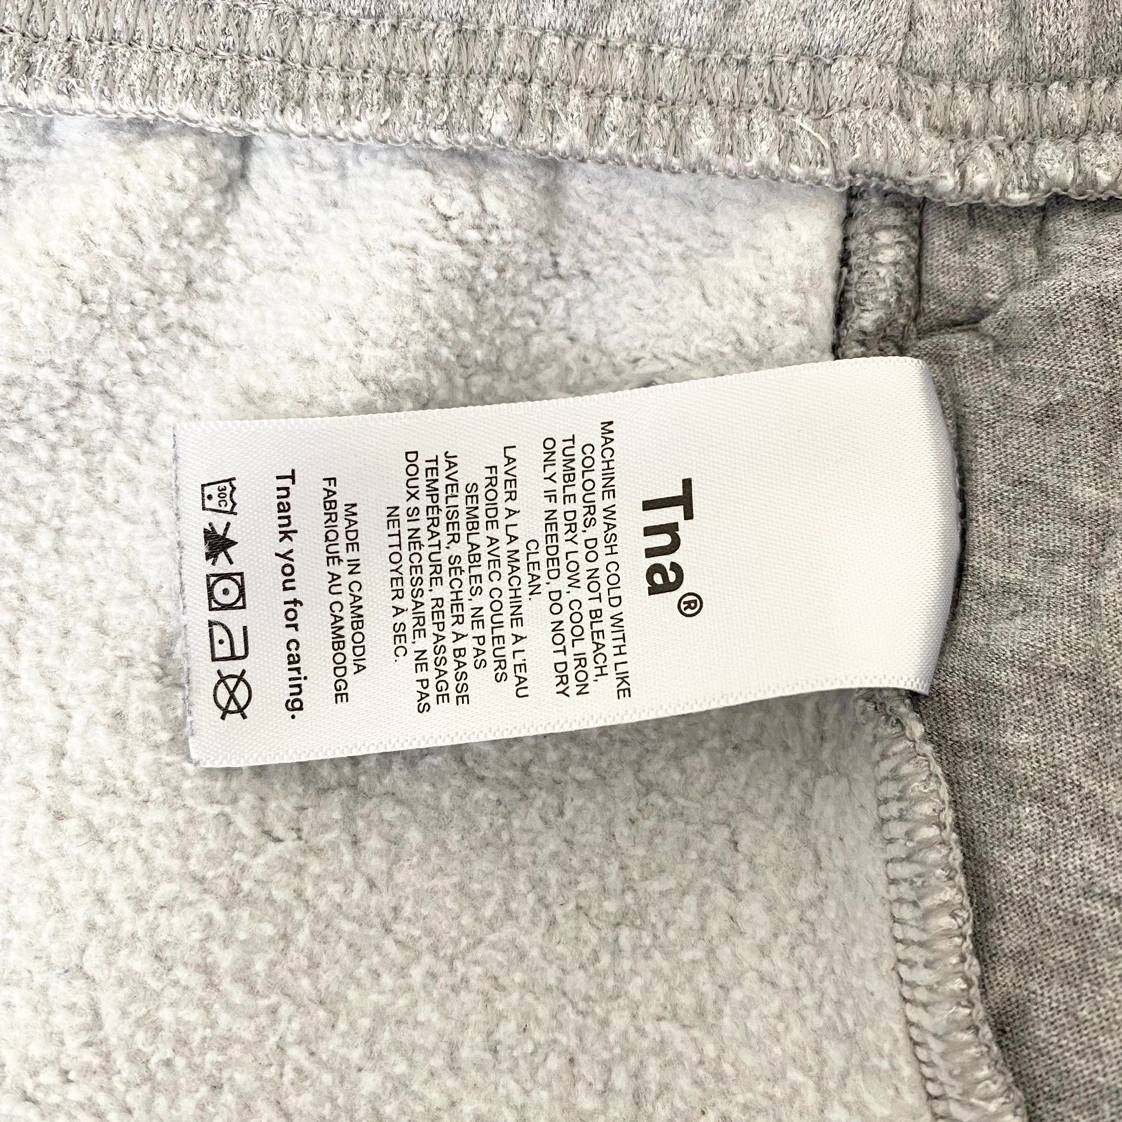 Tna®
MACHINE WASH COLD WITH LIKE
COLOURS, DO NOT BLEACH,
TUMBLE DRY LOW, COOL IRON
ONLY IF NEEDED, DO NOT DRY
CLEAN.
LAVER À LA MACHINE À L'EAU
FROIDE AVEC COULEURS
SEMBLABLES, NE PAS
JAVELISER, SÉCHER À BASSE
TEMPÉRATURE, REPASSAGE
DOUX SI NÉCESSAIRE, NE PAS
NETTOYER À SEC.
MADE IN CAMBODIA
FABRIQUÉ AU CAMBODGE
Tnank you for caring.
30C